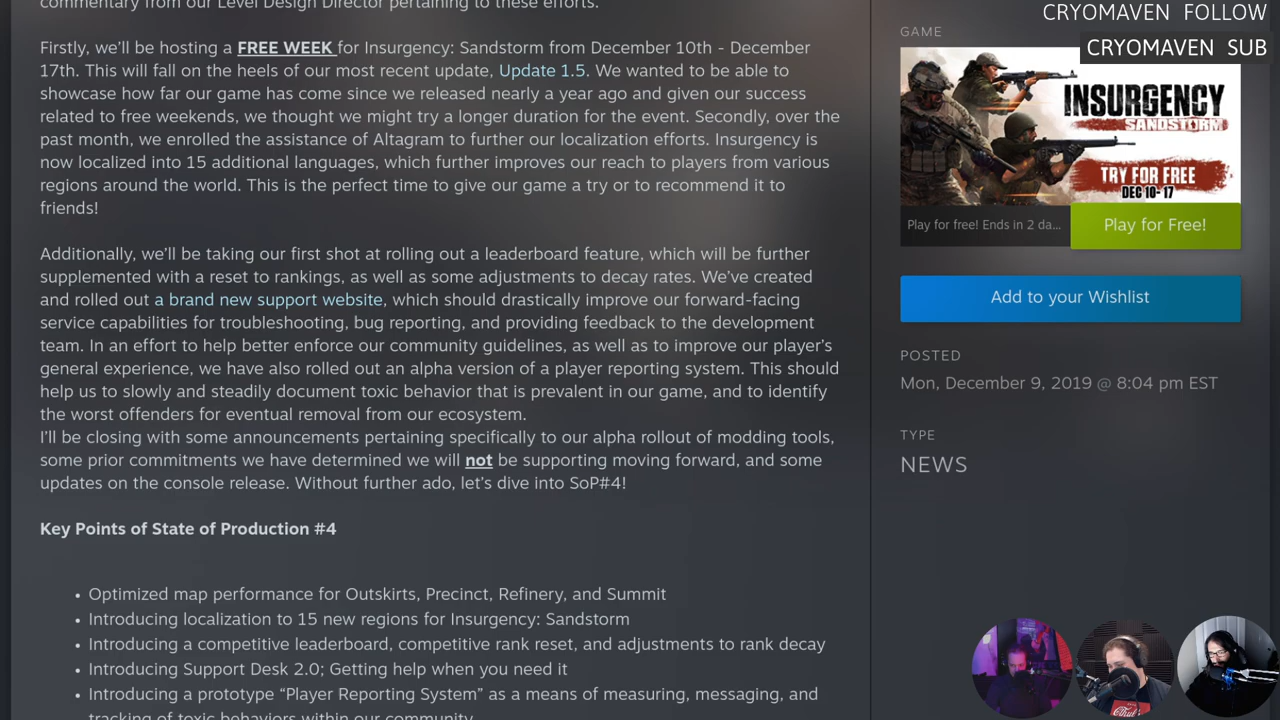 commentary from our Level Design Director pertaining to these efforts.
Firstly, we'll be hosting a FREE WEEK for Insurgency: Sandstorm from December 10th - December
17th. This will fall on the heels of our most recent update, Update 1.5. We wanted to be able to
showcase how far our game has come since we released nearly a year ago and given our success
related to free weekends, we thought we might try a longer duration for the event. Secondly, over the
past month, we enrolled the assistance of Altagram to further our localization efforts. Insurgency is
now localized into 15 additional languages, which further improves our reach to players from various
regions around the world. This is the perfect time to give our game a try or to recommend it to
friends!
Additionally, we'll be taking our first shot at rolling out a leaderboard feature, which will be further
supplemented with a reset to rankings, as well as some adjustments to decay rates. We've created
and rolled out a brand new support website, which should drastically improve our forward-facing
service capabilities for troubleshooting, bug reporting, and providing feedback to the development
team. In an effort to help better enforce our community guidelines, as well as to improve our player's
general experience, we have also rolled out an alpha version of a player reporting system. This should
help us to slowly and steadily document toxic behavior that is prevalent in our game, and to identify
the worst offenders for eventual removal from our ecosystem.
I'll be closing with some announcements pertaining specifically to our alpha rollout of modding tools,
some prior commitments we have determined we will not be supporting moving forward, and some
updates on the console release. Without further ado, let's dive into SoP#4!
Key Points of State of Production #4
• Optimized map performance for Outskirts, Precinct, Refinery, and Summit
• Introducing localization to 15 new regions for Insurgency: Sandstorm
• Introducing a competitive leaderboard, competitive rank reset, and adjustments to rank decay
• Introducing Support Desk 2.0; Getting help when you need it
• Introducing a prototype “Player Reporting System” as a means of measuring, messaging, and
tracking of toxic behaviors within our community
CRYOMAVEN FOLLOW
CRYOMAVEN SUB
GAME
INSURGENCY
SANDSTORM
TRY FOR FREE
DEC 10-17
Play for free! Ends in 2 da...
Play for Free!
Add to your Wishlist
POSTED
Mon, December 9, 2019 @ 8:04 pm EST
TYPE
NEWS